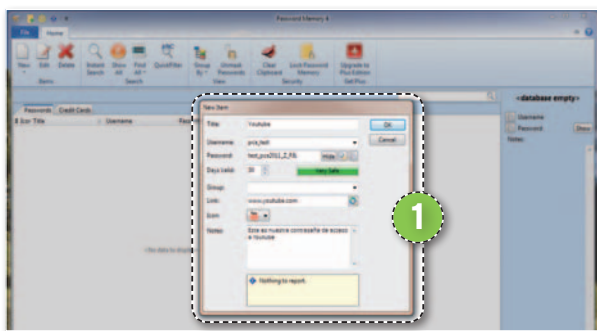 Password Memory 4
File Home
New Edit Delete Instant Search Show All Find All QuickFilter Group By Unmask Passwords Clear Clipboard Lock Password Memory Upgrade to Plus Edition
Items Search View Security Get Plus
Passwords Credit Cards
Icon Title Username
<database empty>
Username
Password Show
Notes:
New Item
Title: Youtube OK
Username: pcs_test Cancel
Password: Hide
Days valid: 30 Very Safe
Group:
Link: www.youtube.com
Icon:
Notes: Esta es nuestra contraseña de acceso
a Youtube
Nothing to report
1